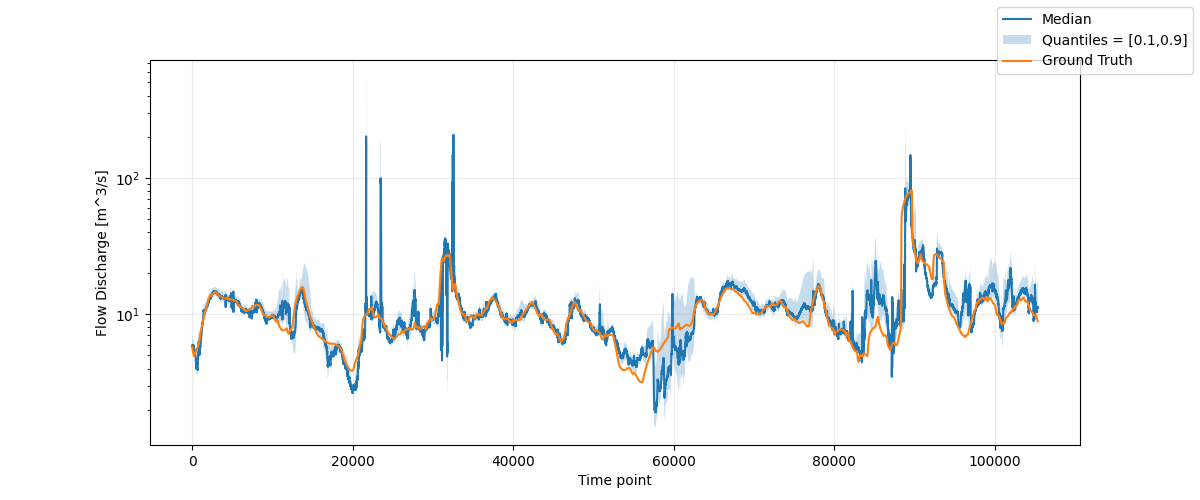 Median
Quantiles = [0.1,0.9]
Ground Truth
Flow Discharge [m^3/s]
10^2
10^1
0 20000 40000 60000 80000 100000
Time point